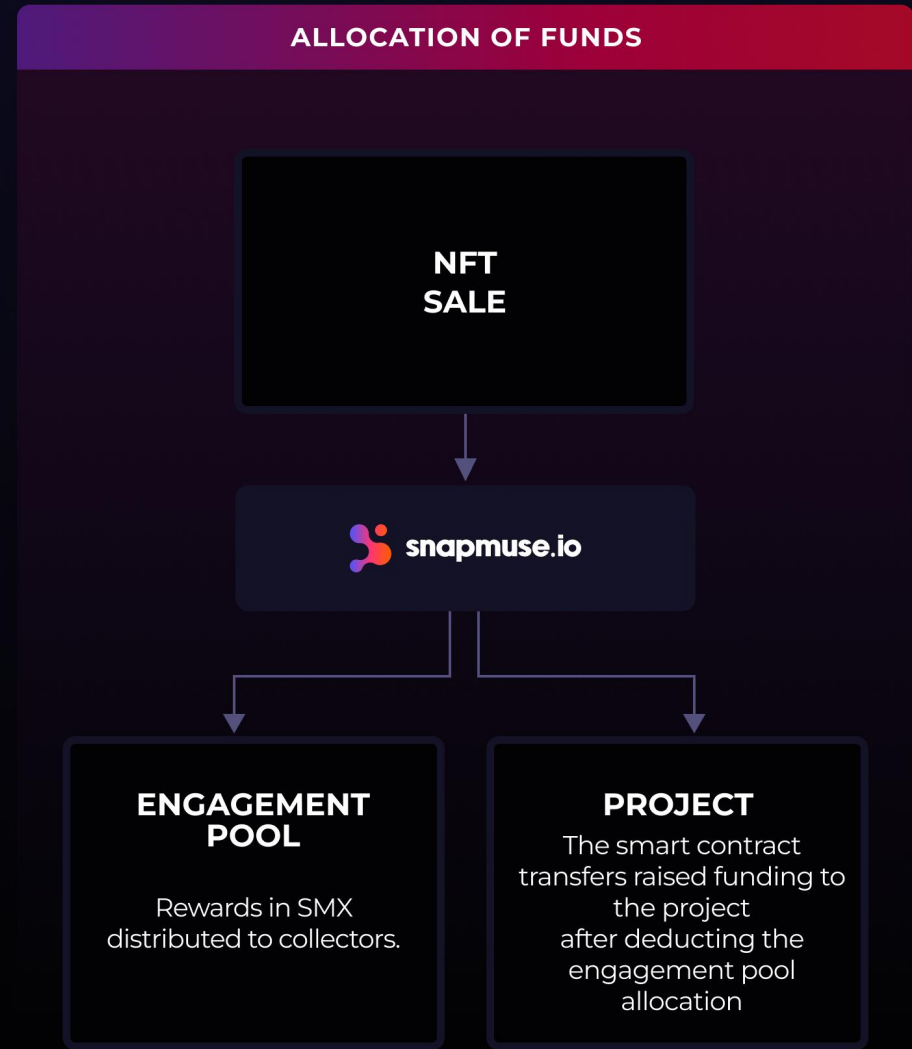 ALLOCATION OF FUNDS
NFT
SALE
snapmuse.io
ENGAGEMENT
POOL
Rewards in SMX
distributed to collectors.
PROJECT
The smart contract
transfers raised funding to
the project
after deducting the
engagement pool
allocation